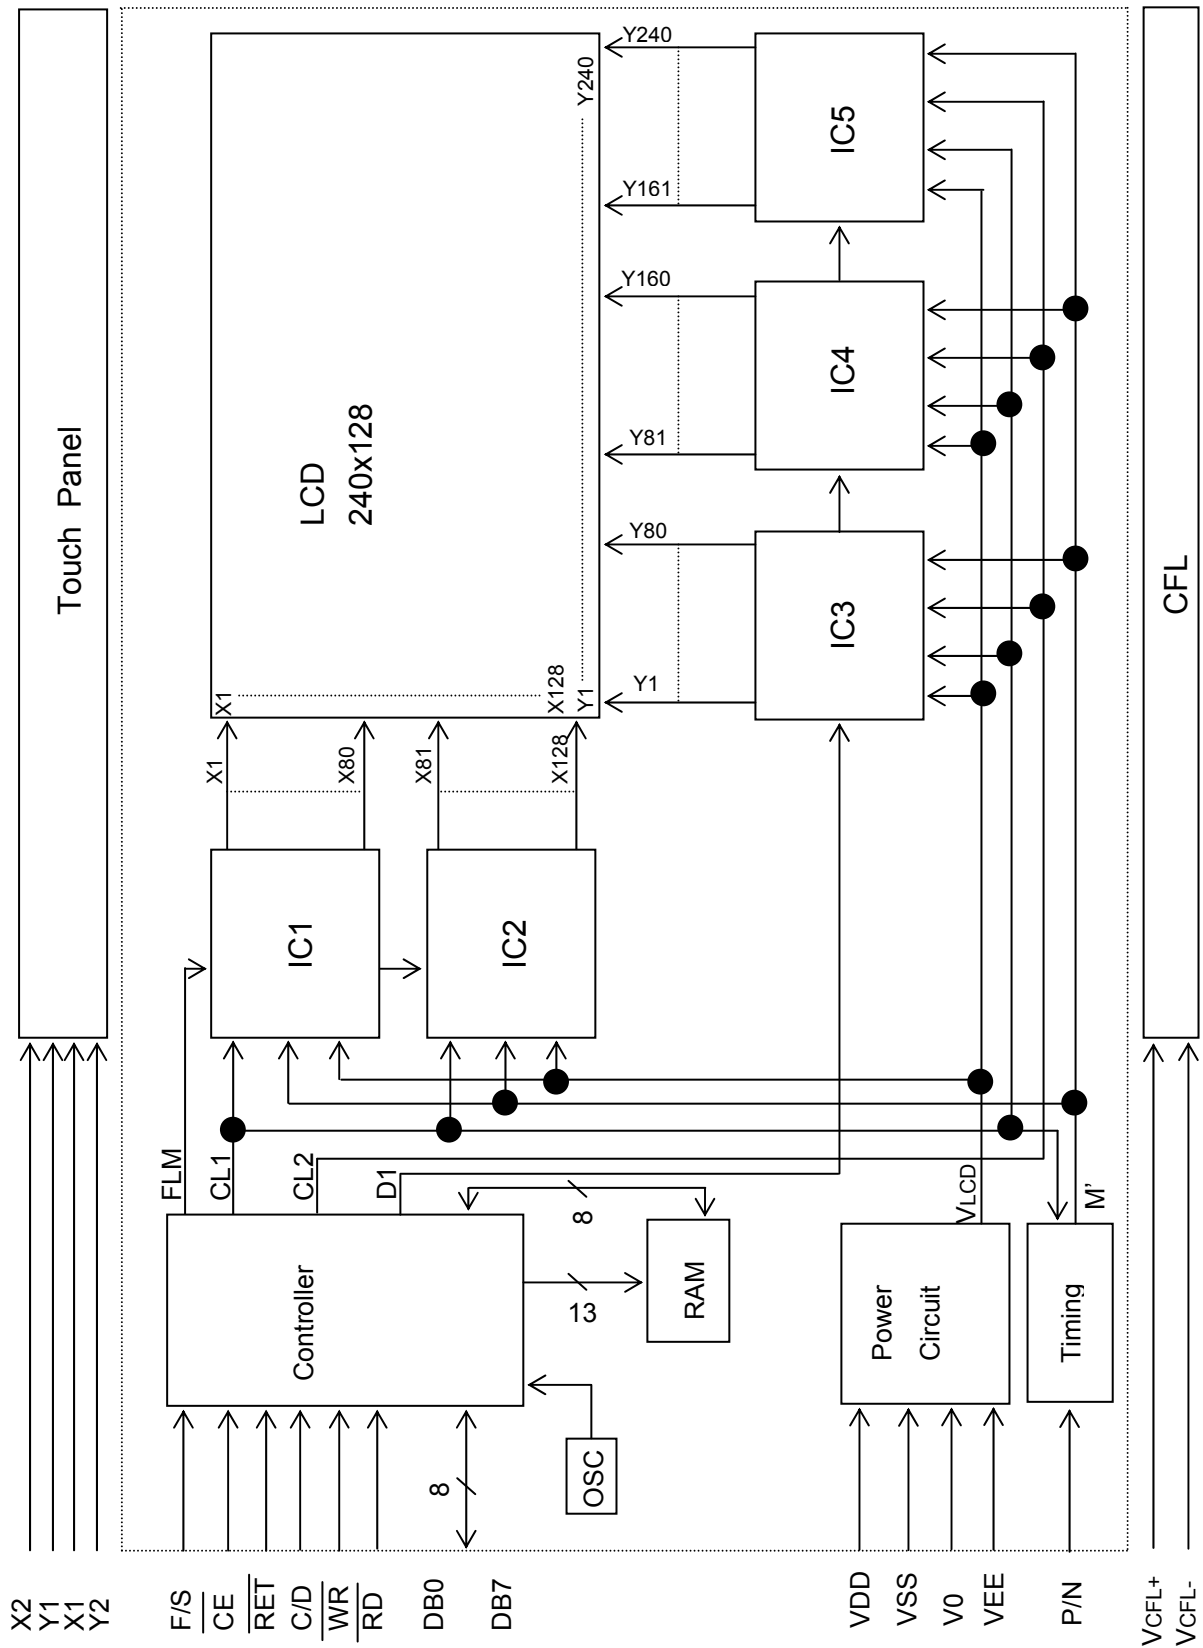 X2
Y1
X1
Y2
Touch Panel
F/S
CE
RET
C/D
WR
RD
DB0
DB7
8
Controller
OSC
FLM
CL1
CL2
D1
8
13
RAM
IC1
IC2
X1
X80
X81
X128
X1
X128
Y1
Y240
LCD
240x128
Y1
Y80
Y81
Y160
Y161
Y240
IC3
IC4
IC5
VDD
VSS
V0
VEE
Power
Circuit
VLCD
P/N
Timing
M'
VCFL+
VCFL-
CFL